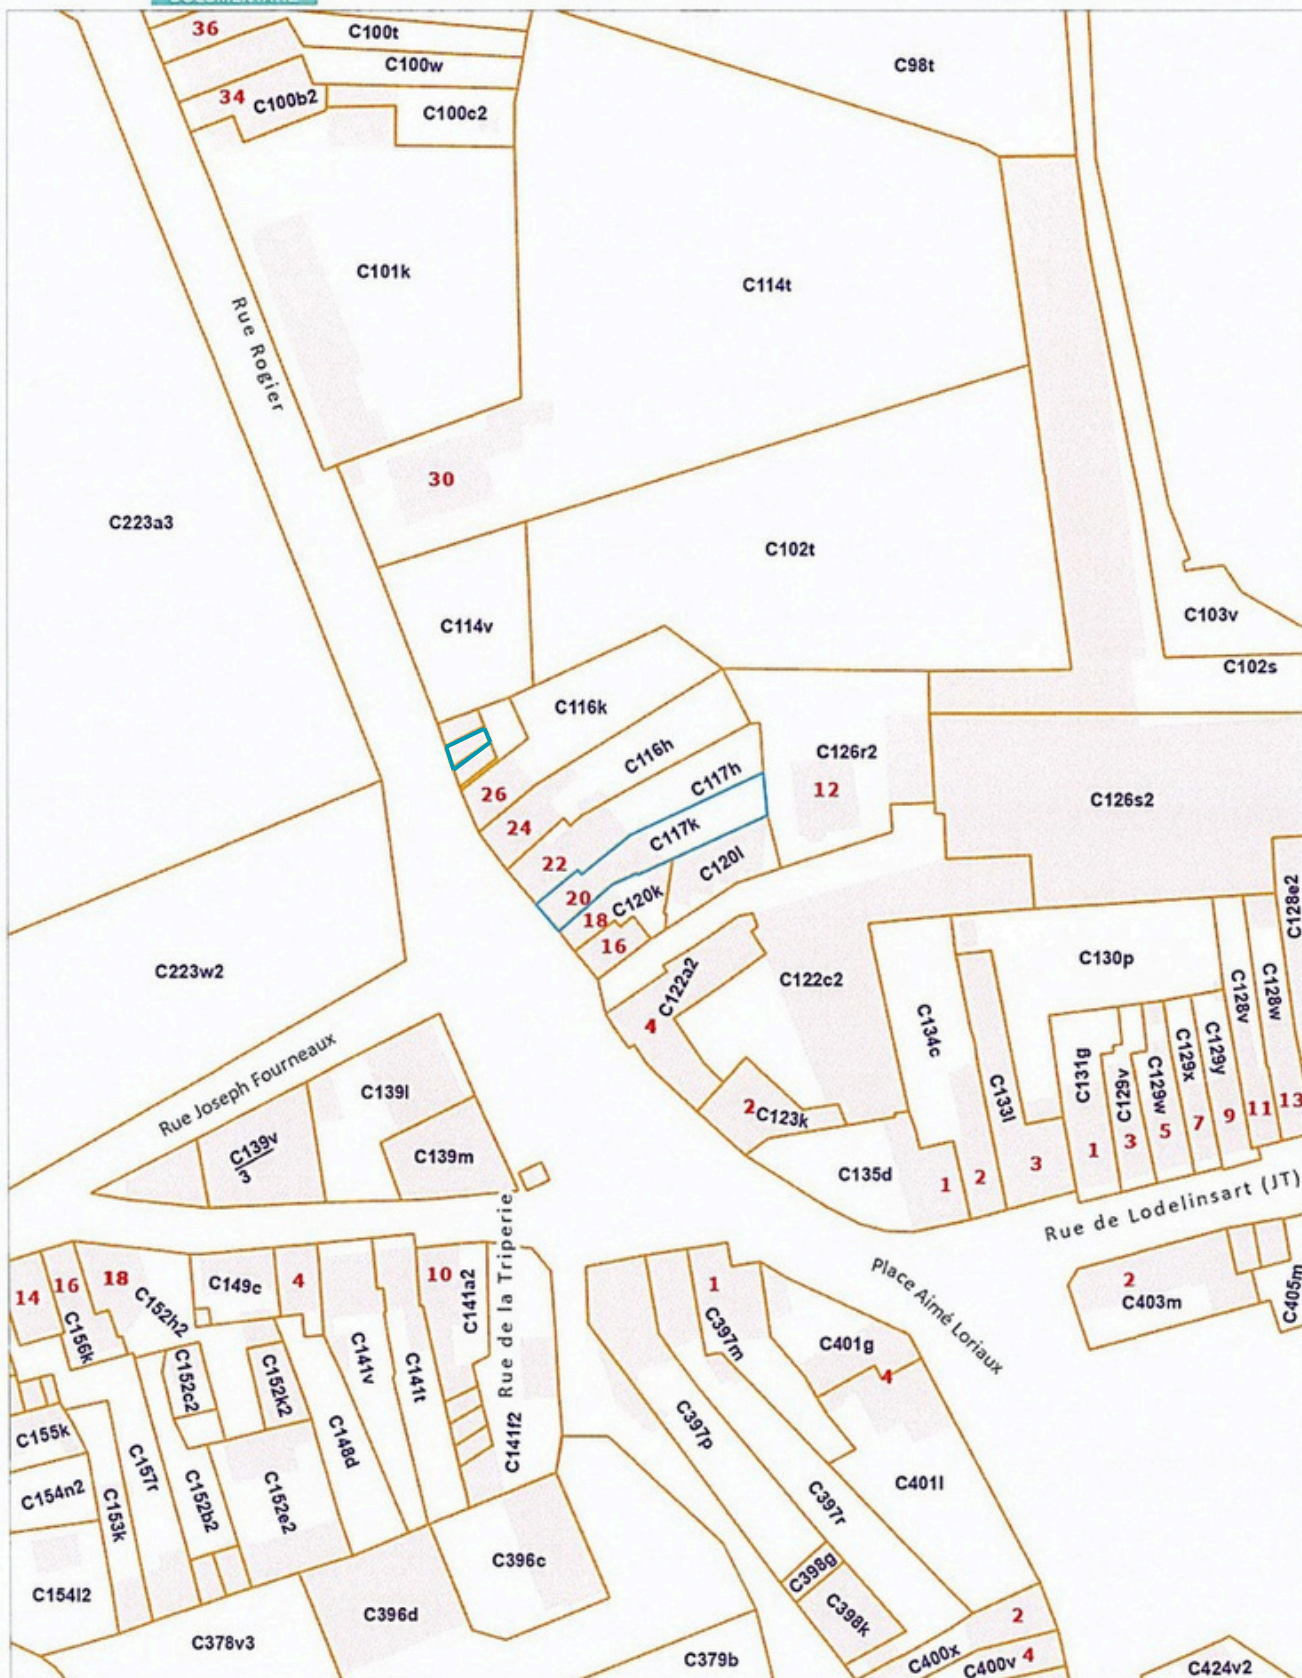 36
C100t
C100w
C98t
34
C100b2
C100c2
C101k
C114t
Rue Rogier
30
C223a3
C102t
C114v
C103v
C102s
C116k
C116h
C126r2
C117h
26
12
C126s2
24
C117k
22
C120l
20
C120k
18
16
C128e2
C223w2
C122a2
C122c2
C130p
C128v
C128w
4
C134c
Rue Joseph Fourneaux
C139l
C131g
C129v
C129w
C129x
C129y
C133l
2
C123k
C139v
3
C139m
C135d
1
2
3
1
3
5
7
9
11
13
Rue de Lodelinsart (JT)
Rue de la Triperie
14
16
18
C149c
4
10
C141a2
1
Place Aimé Loriaux
2
C403m
C405m
C156k
C152h2
C141v
C141t
C397m
C401g
4
C152c2
C152k2
C155k
C157r
C148d
C141f2
C397p
C154n2
C153k
C152b2
C152e2
C397r
C401l
C396c
C398g
C154l2
C396d
C398k
2
C378v3
C379b
C400x
C400v
4
C424v2